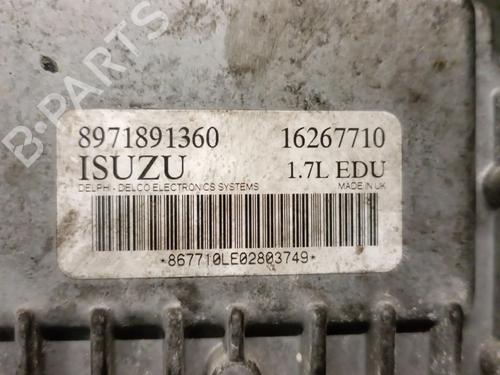 8971891360 16267710
ISUZU 1.7L EDU
DELPHI - DELCO ELECTRONICS SYSTEMS MADE IN UK
*867710LE02803749*
B-PARTS